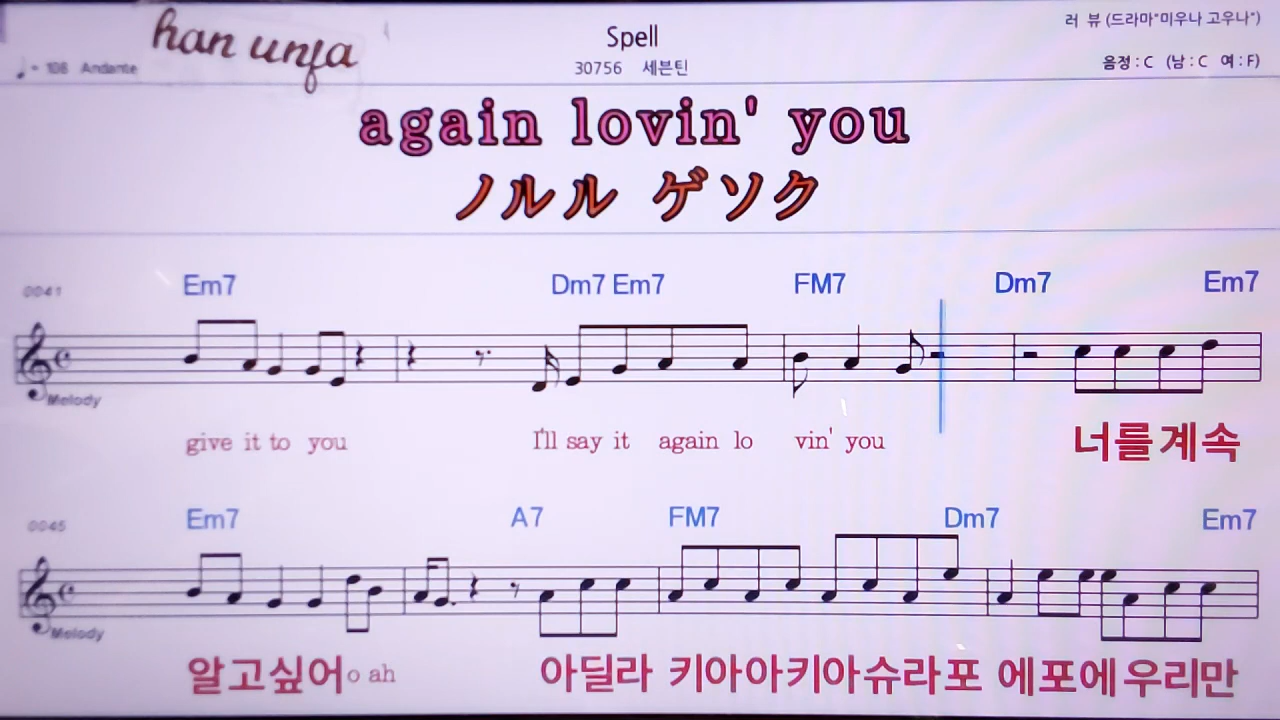 han unfa
Spell
러 뷰 (드라마"미우나 고우나")
♩= 108 Andante
30756 세븐틴
음정 : C (남 : C 여 : F)
again lovin' you
ノルル ゲソク
0041 Em7 Dm7 Em7 FM7 Dm7 Em7
Melody
give it to you I'll say it again lo vin' you 너를계속
0045 Em7 A7 FM7 Dm7 Em7
Melody
알고싶어o ah 아딜라 키아아키아슈라포 에포에우리만